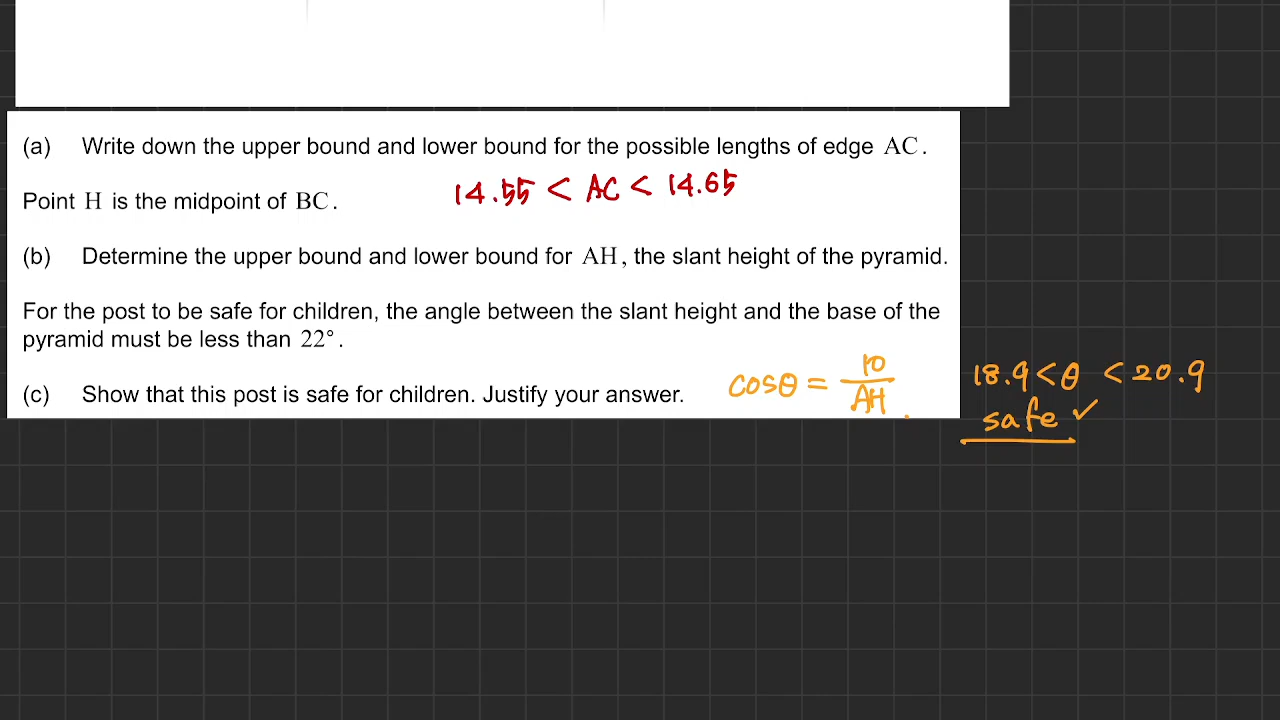 (a) Write down the upper bound and lower bound for the possible lengths of edge AC.
14.55 < AC < 14.65
Point H is the midpoint of BC.
(b) Determine the upper bound and lower bound for AH, the slant height of the pyramid.
For the post to be safe for children, the angle between the slant height and the base of the
pyramid must be less than 22°.
(c) Show that this post is safe for children. Justify your answer.
cosθ = 10/AH
18.9 < θ < 20.9
safe ✓